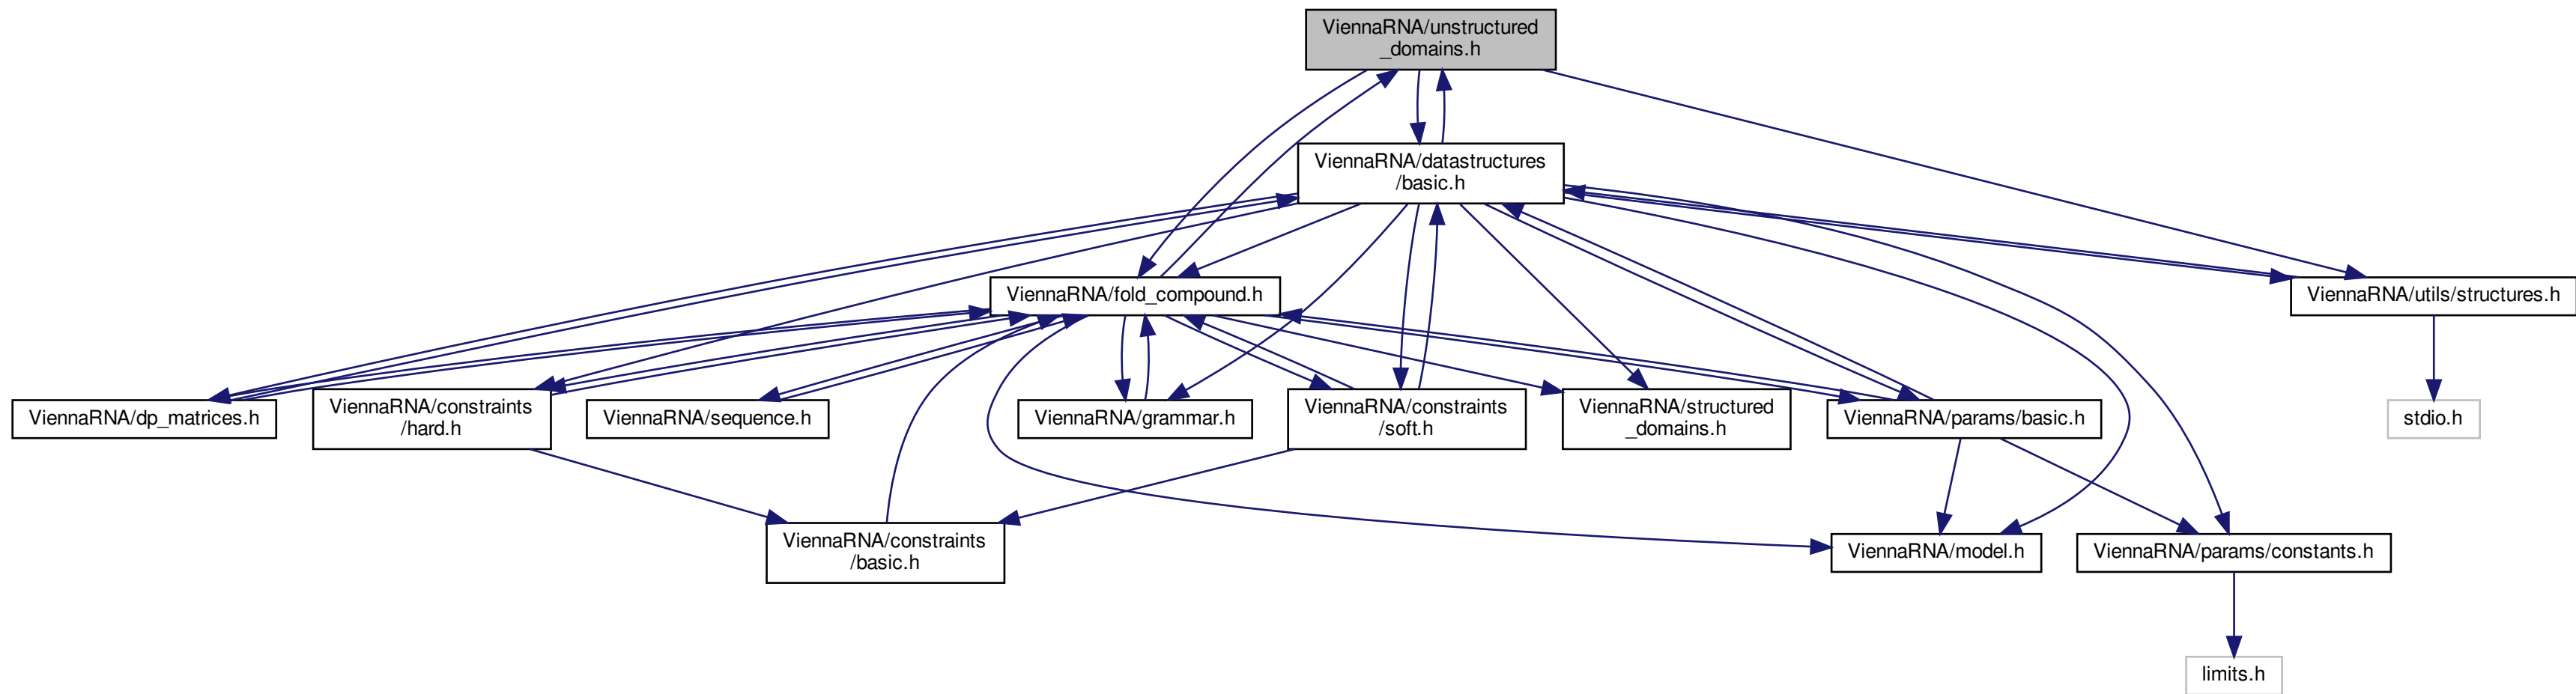 ViennaRNA/unstructured
_domains.h
ViennaRNA/datastructures
/basic.h
ViennaRNA/fold_compound.h
ViennaRNA/utils/structures.h
ViennaRNA/dp_matrices.h
ViennaRNA/constraints
/hard.h
ViennaRNA/sequence.h
ViennaRNA/grammar.h
ViennaRNA/constraints
/soft.h
ViennaRNA/structured
_domains.h
ViennaRNA/params/basic.h
stdio.h
ViennaRNA/constraints
/basic.h
ViennaRNA/model.h
ViennaRNA/params/constants.h
limits.h